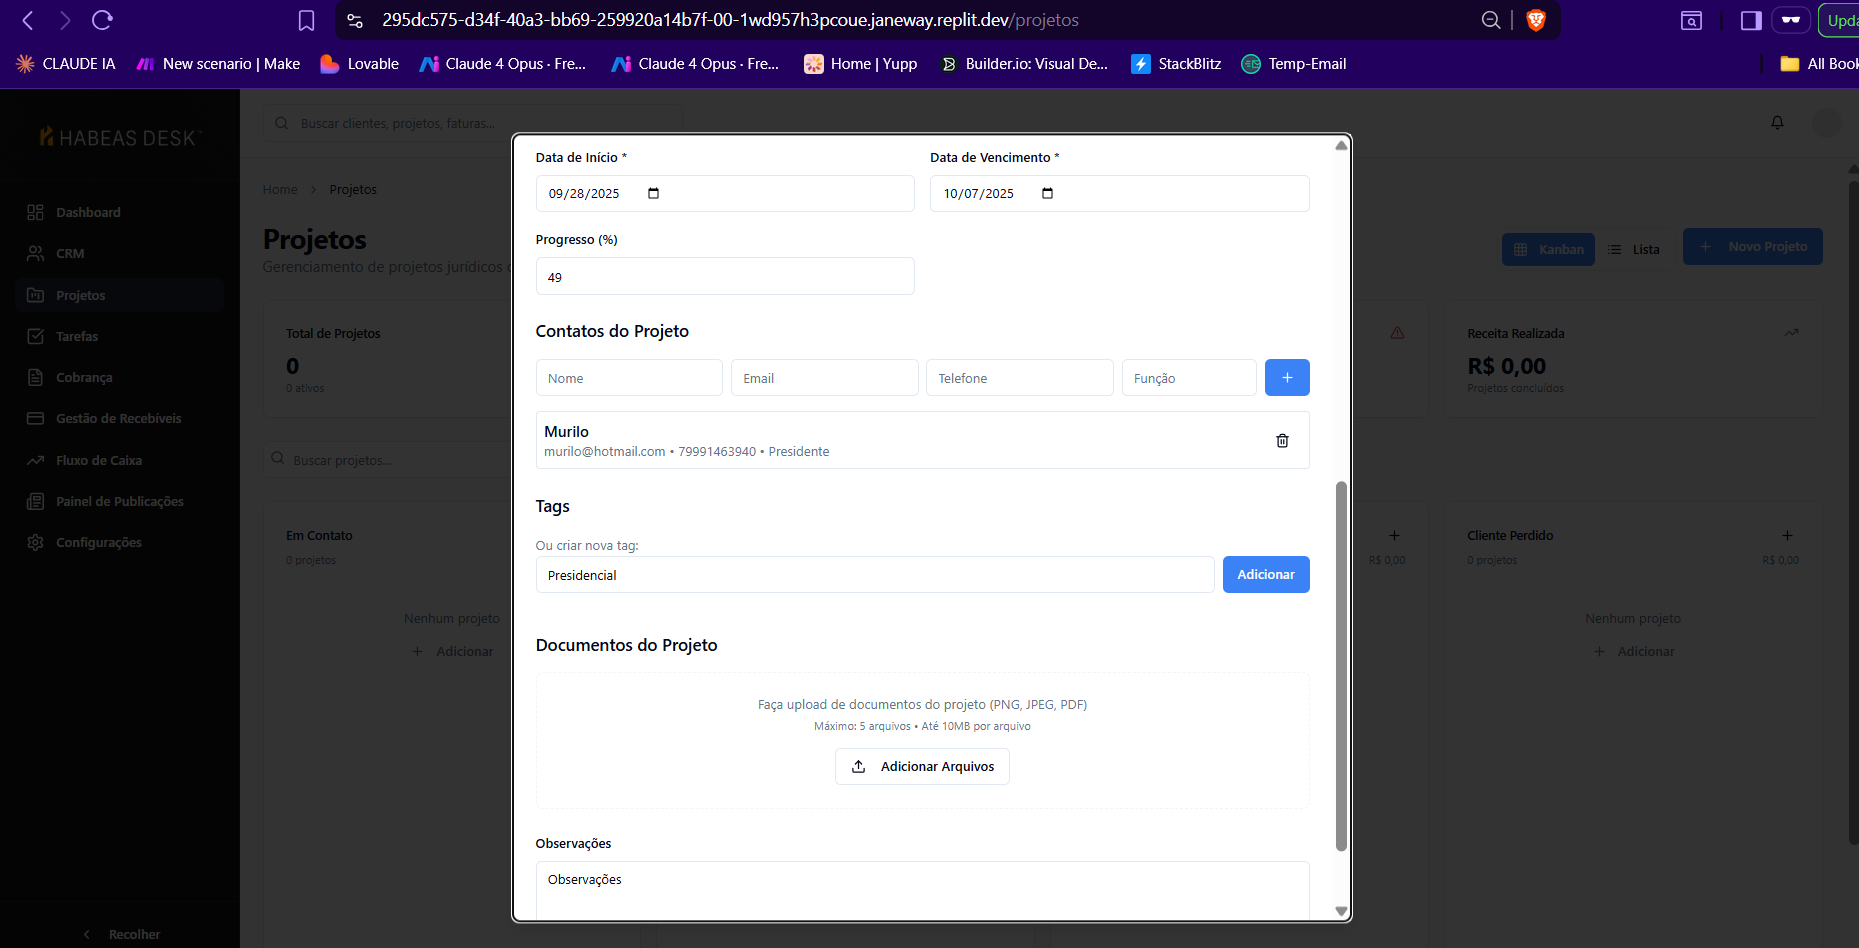 295dc575-d34f-40a3-bb69-259920a14b7f-00-1wd957h3pcoue.janeway.replit.dev/projetos
CLAUDE IA
New scenario | Make
Lovable
Claude 4 Opus · Fre...
Claude 4 Opus · Fre...
Home | Yupp
Builder.io: Visual De...
StackBlitz
Temp-Email
HABEAS DESK
Buscar clientes, projetos, faturas...
Home > Projetos
Dashboard
CRM
Projetos
Tarefas
Cobrança
Gestão de Recebíveis
Fluxo de Caixa
Painel de Publicações
Configurações
Recolher
Projetos
Gerenciamento de projetos jurídicos
Kanban
Lista
Novo Projeto
Total de Projetos
0
0 ativos
Receita Realizada
R$ 0,00
Projetos concluídos
Buscar projetos...
Em Contato
0 projetos
Nenhum projeto
+ Adicionar
R$ 0,00
Cliente Perdido
0 projetos
R$ 0,00
Nenhum projeto
+ Adicionar
Data de Início *
Data de Vencimento *
09/28/2025
10/07/2025
Progresso (%)
49
Contatos do Projeto
Nome
Email
Telefone
Função
+
Murilo
murilo@hotmail.com • 79991463940 • Presidente
Tags
Ou criar nova tag:
Presidencial
Adicionar
Documentos do Projeto
Faça upload de documentos do projeto (PNG, JPEG, PDF)
Máximo: 5 arquivos • Até 10MB por arquivo
Adicionar Arquivos
Observações
Observações